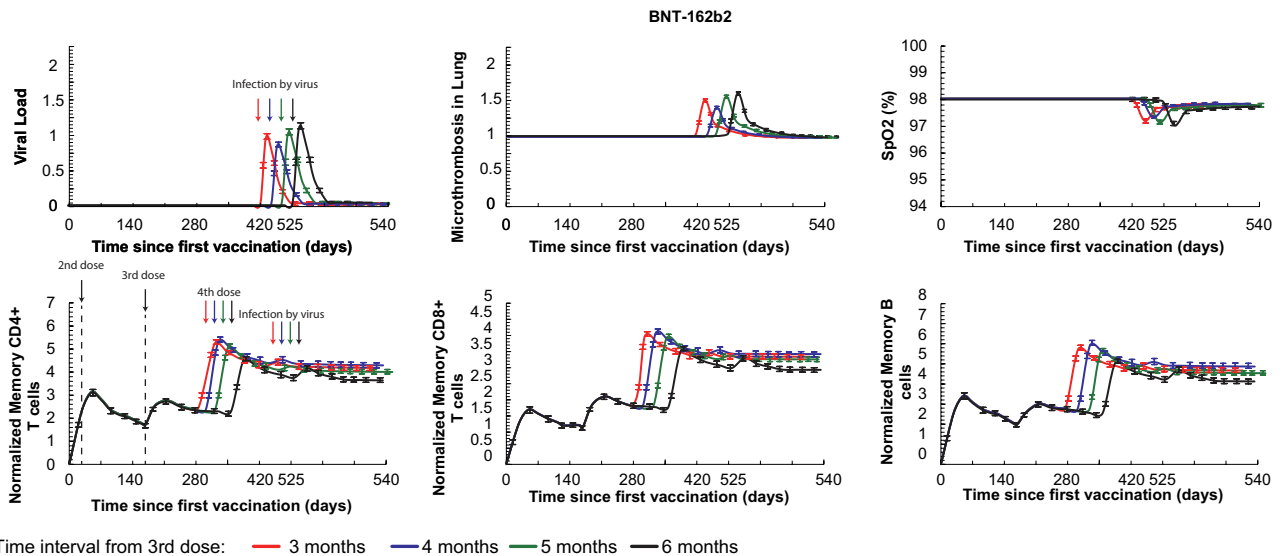 BNT-162b2
Viral Load
2
1.5
1
0.5
0
Infection by virus
0 140 280 420 525 540
Time since first vaccination (days)
Microthrombosis in Lung
2
1.5
1
0.5
0
0 140 280 420 525 540
Time since first vaccination (days)
SpO2 (%)
100
98
98
97
96
95
94
0 140 280 420 525 540
Time since first vaccination (days)
Normalized Memory CD4+
T cells
7
6
5
4
3
2
1
0
2nd dose
3rd dose
4th dose
Infection by virus
0 140 280 420 525 540
Time since first vaccination (days)
Normalized Memory CD8+
T cells
5
4.5
4
3.5
3
2.5
2
1.5
1
0.5
0
0 140 280 420 525 540
Time since first vaccination (days)
Normalized Memory B
cells
8
7
6
5
4
3
2
1
0
0 140 280 420 525 540
Time since first vaccination (days)
Time interval from 3rd dose: 3 months 4 months 5 months 6 months